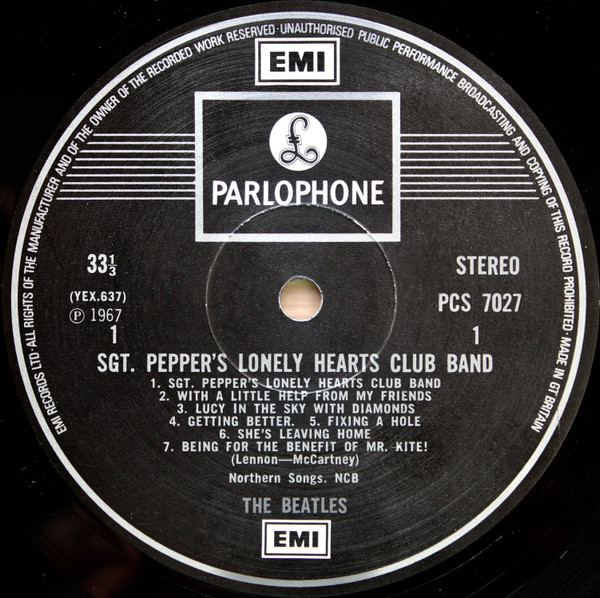 EMI RECORDS LTD·ALL RIGHTS OF THE MANUFACTURER AND OF THE OWNER OF THE RECORDED WORK RESERVED·UNAUTHORISED PUBLIC PERFORMANCE BROADCASTING AND COPYING OF THIS RECORD PROHIBITED·MADE IN GT BRITAIN
EMI
£
PARLOPHONE
33⅓
STEREO
(YEX.637)
PCS 7027
℗ 1967
1
1
SGT. PEPPER'S LONELY HEARTS CLUB BAND
1. SGT. PEPPER'S LONELY HEARTS CLUB BAND
2. WITH A LITTLE HELP FROM MY FRIENDS
3. LUCY IN THE SKY WITH DIAMONDS
4. GETTING BETTER. 5. FIXING A HOLE
6. SHE'S LEAVING HOME
7. BEING FOR THE BENEFIT OF MR. KITE!
(Lennon—McCartney)
Northern Songs. NCB
THE BEATLES
EMI